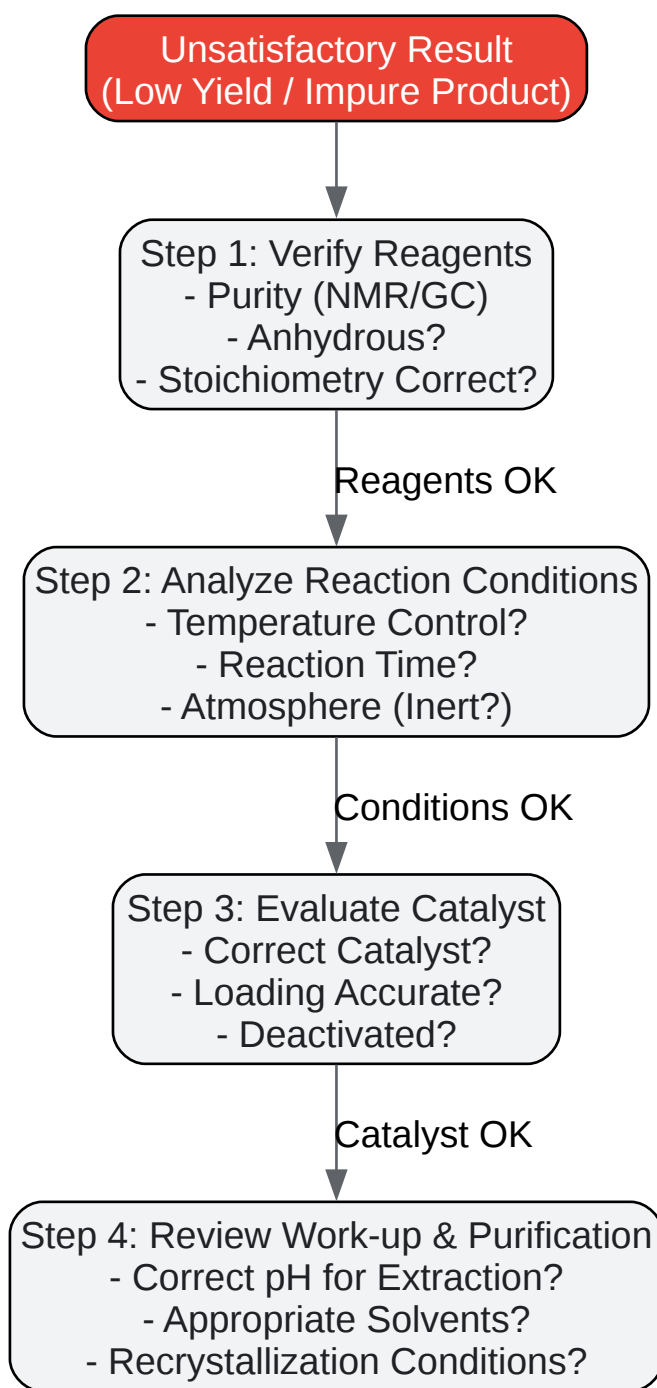 Unsatisfactory Result
(Low Yield / Impure Product)
Step 1: Verify Reagents
- Purity (NMR/GC)
- Anhydrous?
- Stoichiometry Correct?
Reagents OK
Step 2: Analyze Reaction Conditions
- Temperature Control?
- Reaction Time?
- Atmosphere (Inert?)
Conditions OK
Step 3: Evaluate Catalyst
- Correct Catalyst?
- Loading Accurate?
- Deactivated?
Catalyst OK
Step 4: Review Work-up & Purification
- Correct pH for Extraction?
- Appropriate Solvents?
- Recrystallization Conditions?